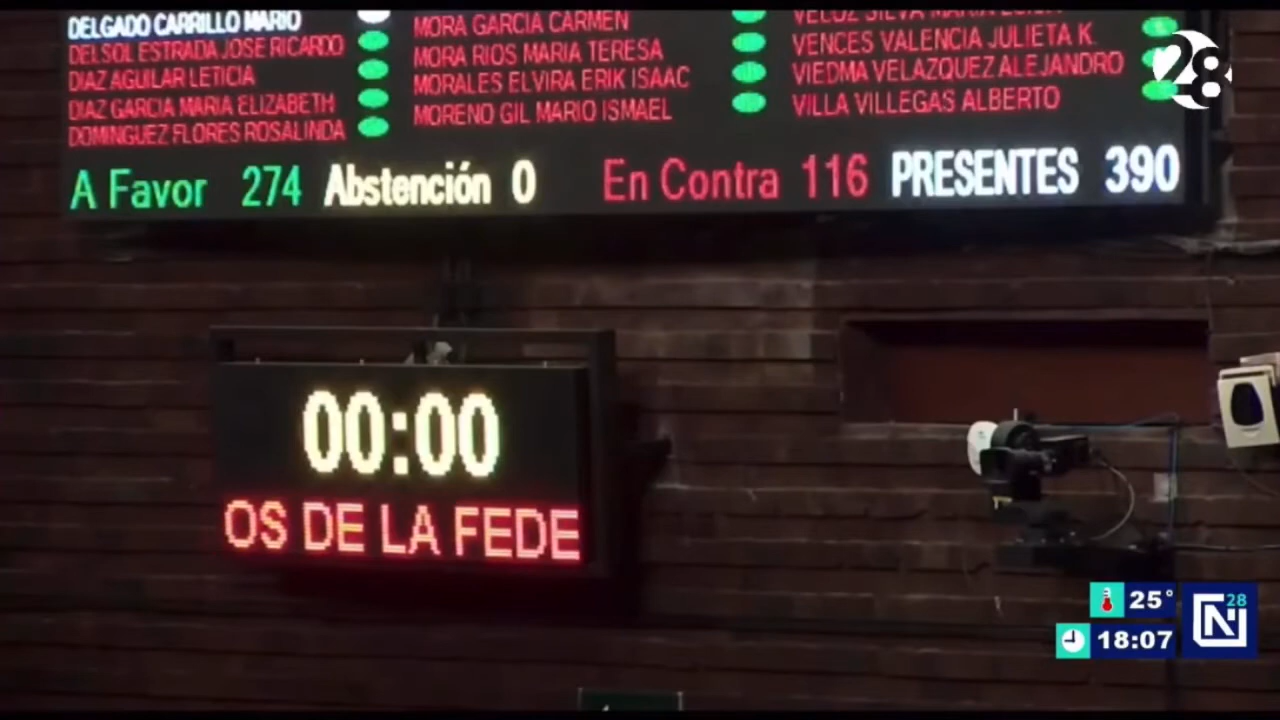 DELGADO CARRILLO MARIO
DELSOL ESTRADA JOSE RICARDO
DIAZ AGUILAR LETICIA
DIAZ GARCIA MARIA ELIZABETH
DOMINGUEZ FLORES ROSALINDA
MORA GARCIA CARMEN
MORA RIOS MARIA TERESA
MORALES ELVIRA ERIK ISAAC
MORENO GIL MARIO ISMAEL
VELOZ SILVA MARIA
VENCES VALENCIA JULIETA K.
VIEDMA VELAZQUEZ ALEJANDRO
VILLA VILLEGAS ALBERTO
28
A Favor 274 Abstención 0 En Contra 116 PRESENTES 390
00:00
OS DE LA FEDE
25°
18:07
N 28